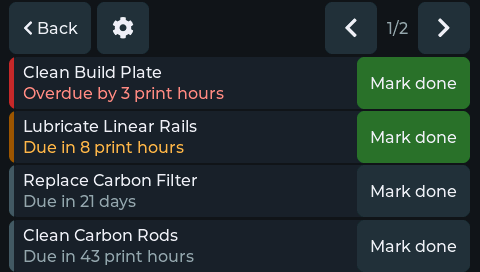 Back
1/2
Clean Build Plate
Overdue by 3 print hours
Mark done
Lubricate Linear Rails
Due in 8 print hours
Mark done
Replace Carbon Filter
Due in 21 days
Mark done
Clean Carbon Rods
Due in 43 print hours
Mark done